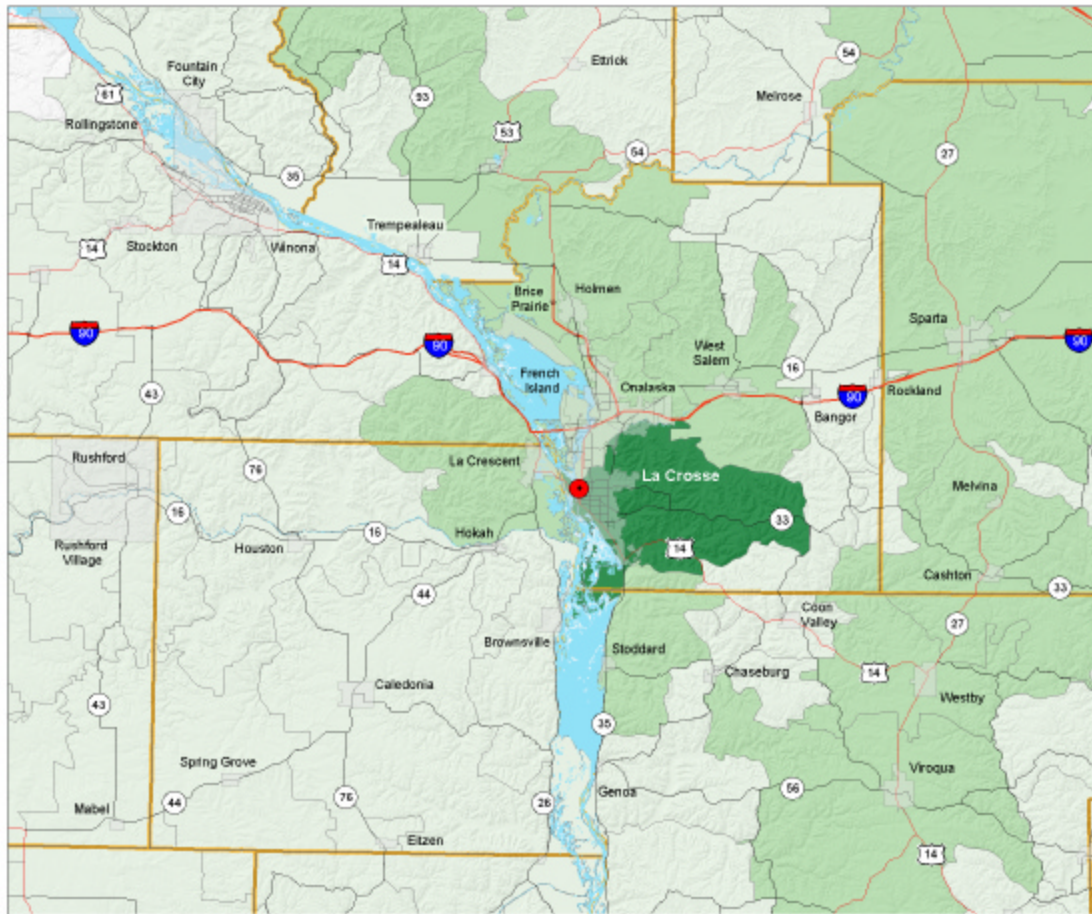 Ettrick
54
Fountain
City
61
93
Melrose
Rollingstone
53
54
27
35
Trempealeau
Stockton
Winona
14
14
Brice
Prairie
Holmen
Sparta
90
90
90
West
Salem
16
French
Island
Onalaska
43
90
Rockland
Bangor
Rushford
La Crescent
76
La Crosse
Melvina
16
33
Rushford
Village
Houston
16
Hokah
14
Cashton
33
44
Coon
Valley
27
Brownsville
Stoddard
Chaseburg
14
Caledonia
Westby
43
35
Spring Grove
Viroqua
Mabel
44
76
26
Genoa
56
Eitzen
14